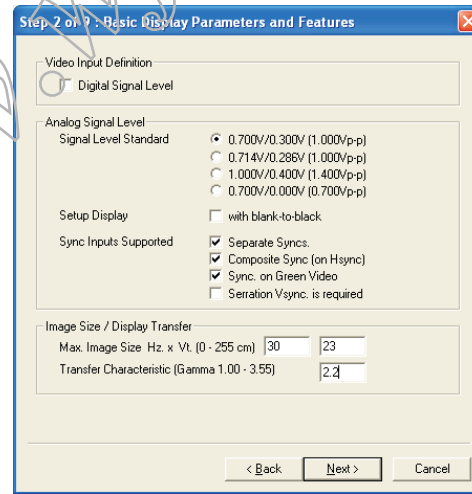 Step 2 of 9 : Basic Display Parameters and Features
Video Input Definition
Digital Signal Level
Analog Signal Level
Signal Level Standard
0.700V/0.300V (1.000Vp-p)
0.714V/0.286V (1.000Vp-p)
1.000V/0.400V (1.400Vp-p)
0.700V/0.000V (0.700Vp-p)
Setup Display
with blank-to-black
Sync Inputs Supported
Separate Syncs.
Composite Sync (on Hsync)
Sync. on Green Video
Serration Vsync. is required
Image Size / Display Transfer
Max. Image Size Hz. x Vt. (0 - 255 cm) 30 23
Transfer Characteristic (Gamma 1.00 - 3.55) 2.2
< Back Next > Cancel